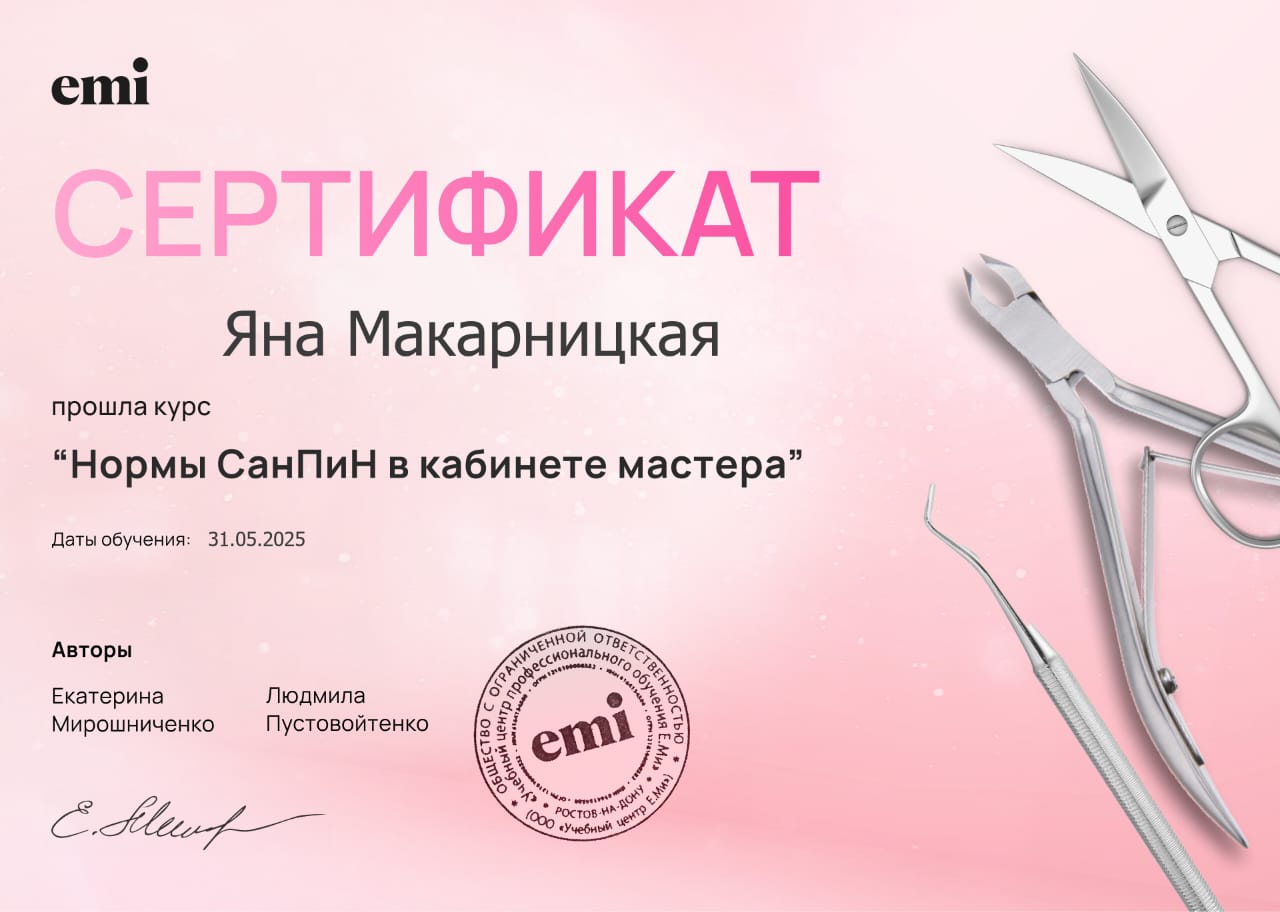 emi
СЕРТИФИКАТ
Яна Макарницкая
прошла курс
“Нормы СанПиН в кабинете мастера”
Даты обучения: 31.05.2025
Авторы
Екатерина
Мирошниченко
Людмила
Пустовойтенко
ОБЩЕСТВО С ОГРАНИЧЕННОЙ ОТВЕТСТВЕННОСТЬЮ
«Учебный центр профессионального обучения Е.Ми»
(ООО «Учебный центр Е.Ми»)
РОСТОВ-НА-ДОНУ
emi